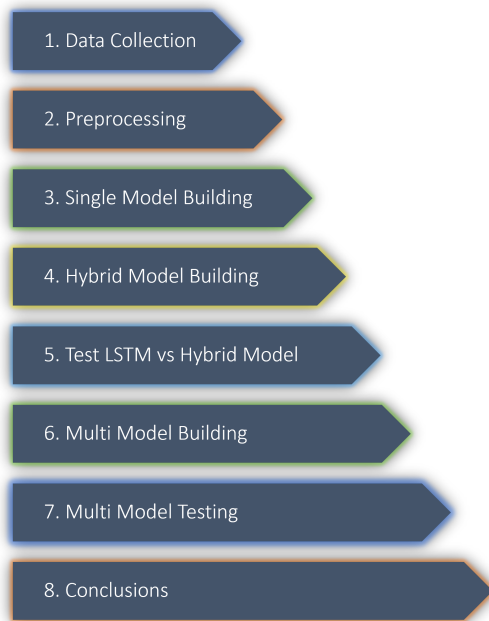 1. Data Collection
2. Preprocessing
3. Single Model Building
4. Hybrid Model Building
5. Test LSTM vs Hybrid Model
6. Multi Model Building
7. Multi Model Testing
8. Conclusions